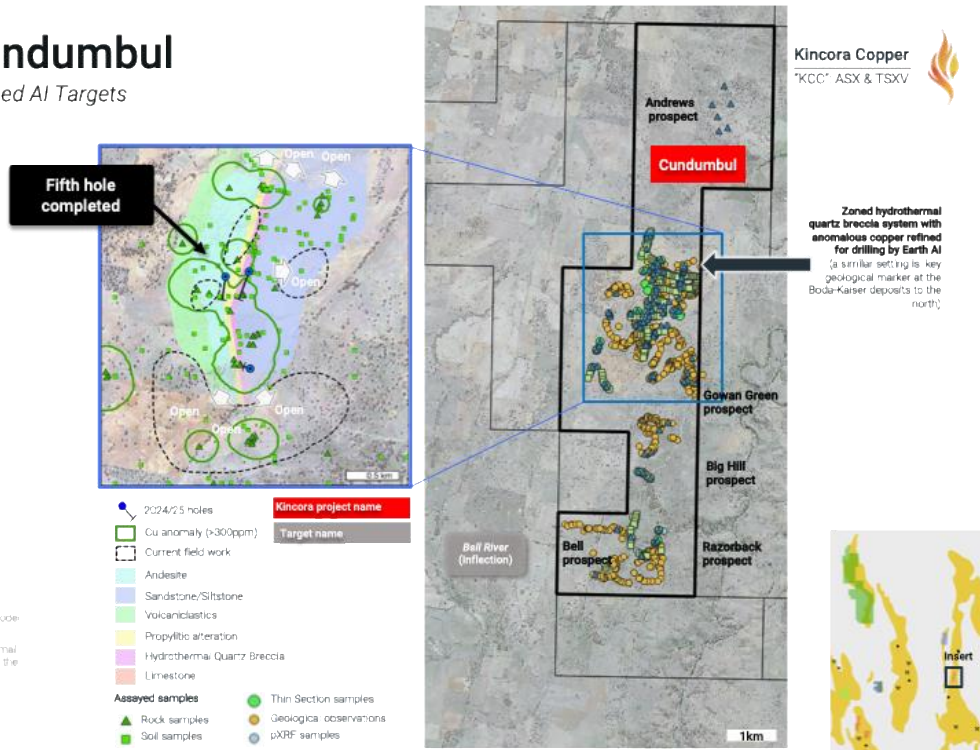 ndumbul
ed AI Targets
Kincora Copper
"KCC" ASX & TSXV
Andrews
prospect
Cundumbul
Fifth hole
completed
Open
Open
Open
Open
Open
Open
0.5 km
Zoned hydrothermal
quartz breccia system with
anomalous copper refined
for drilling by Earth AI
(a similar setting is key
geological marker at the
Boda-Kaiser deposits to the
north)
Gowan Green
prospect
Big Hill
prospect
Bell
prospect
Razorback
prospect
Bell River
(Inflection)
1km
2024/25 holes
Cu anomaly (>300ppm)
Current field work
Andesite
Sandstone/Siltstone
Volcaniclastics
Propylitic alteration
Hydrothermal Quartz Breccia
Limestone
Kincora project name
Target name
Assayed samples
Rock samples
Soil samples
Thin Section samples
Geological observations
pXRF samples
Insert
the